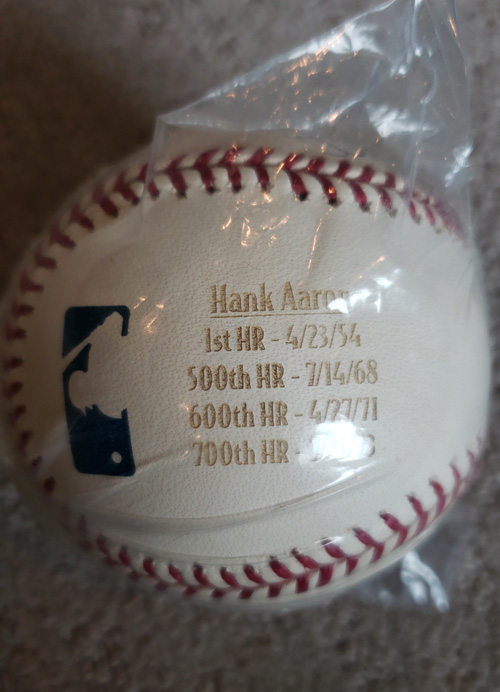 Hank Aaron
1st HR - 4/23/54
500th HR - 7/14/68
600th HR - 4/27/71
700th HR -